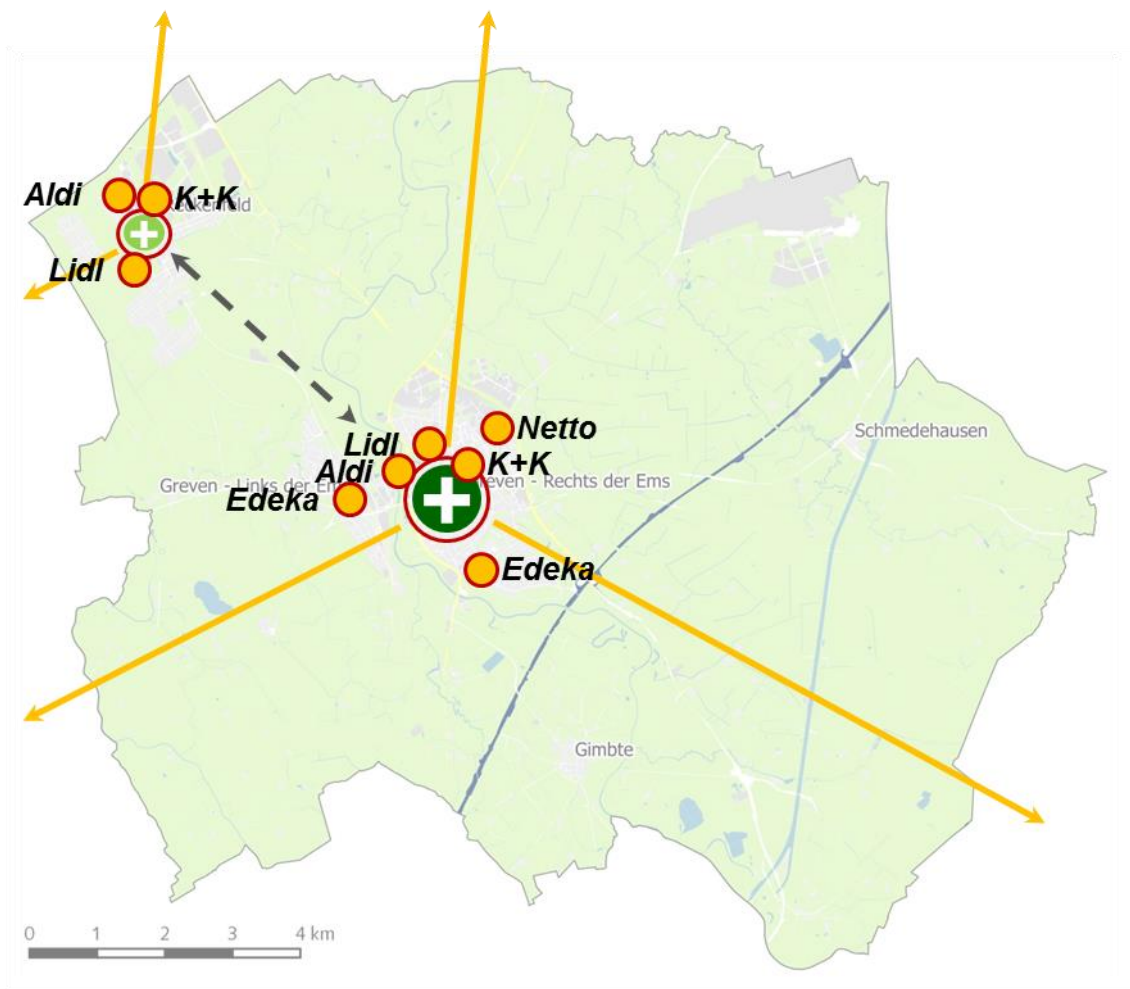 Aldi
K+K
Reckenfeld
Lidl
Netto
Lidl
Schmedehausen
Aldi
K+K
Greven - Links der Ems
Greven - Rechts der Ems
Edeka
Edeka
Gimbte
0 1 2 3 4 km